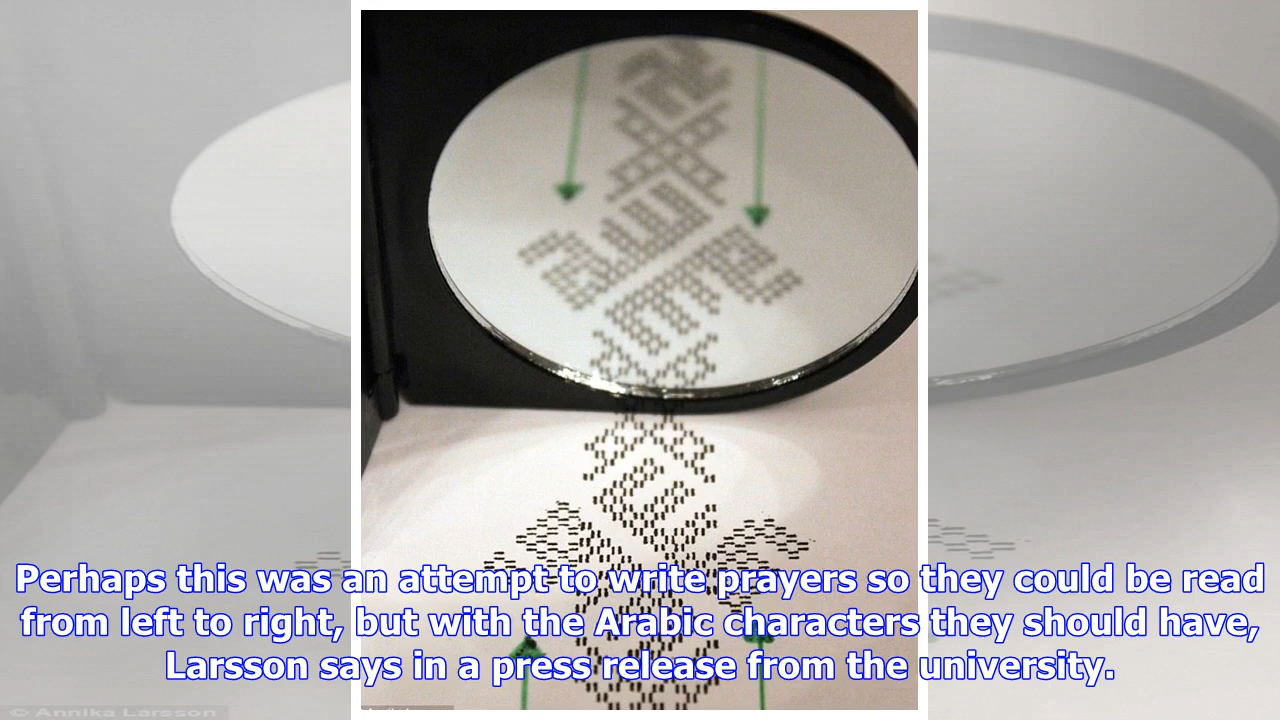 Perhaps this was an attempt to write prayers so they could be read
from left to right, but with the Arabic characters they should have,
Larsson says in a press release from the university.
© Annika Larsson